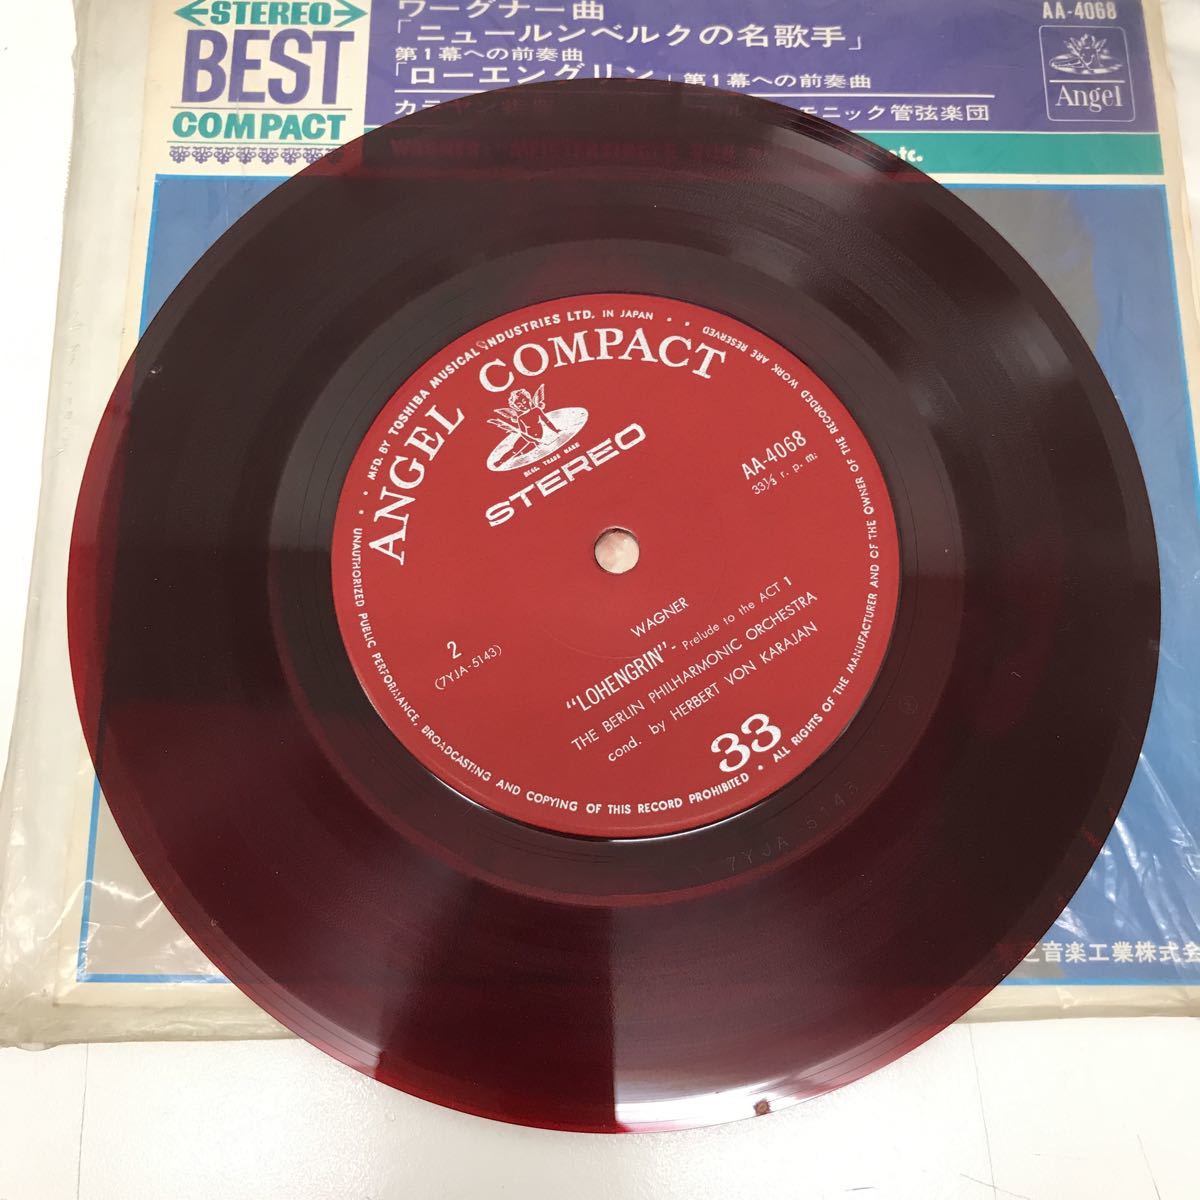 STEREO
BEST
COMPACT
ワーグナー曲
「ニュールンベルクの名歌手」
第1幕への前奏曲
「ローエングリン」第1幕への前奏曲
モニック管弦楽団
etc.
AA-4068
Angel
MFD. BY TOSHIBA MUSICAL INDUSTRIES LTD. IN JAPAN
ANGEL COMPACT
REG. TRADE MARK
STEREO
AA-4068
33⅓ r. p. m.
2
(7YJA-5143)
WAGNER
“LOHENGRIN”- Prelude to the ACT 1
THE BERLIN PHILHARMONIC ORCHESTRA
cond. by HERBERT VON KARAJAN
33
ALL RIGHTS OF THE MANUFACTURER AND OF THE OWNER OF THE RECORDED WORK ARE RESERVED
UNAUTHORIZED PUBLIC PERFORMANCE, BROADCASTING AND COPYING OF THIS RECORD PROHIBITED
7YJA-5143
音楽工業株式会